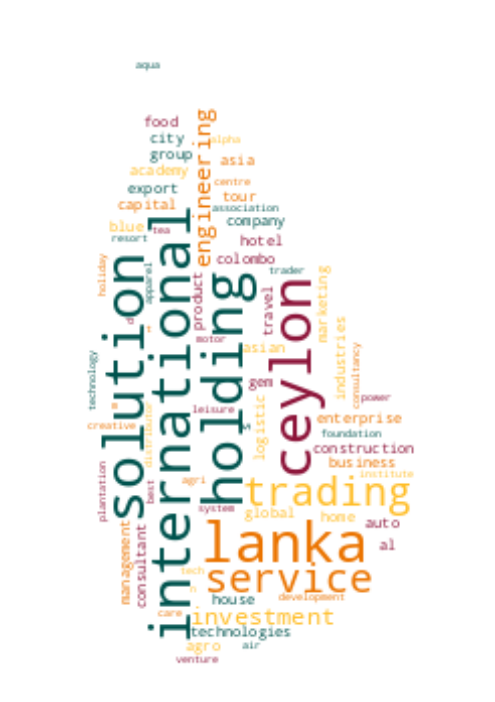 aqua
food
engineering
city
alpha
group
asia
academy
centre
export
tour
capital
association
international
blue
tea
company
resort
hotel
solution
colombo
holiday
apparel
product
holding
trader
d
travel
ceylon
marketing
t
motor
asian
industries
technology
gem
consultancy
power
m
distributor
leisure
logistic
enterprise
creative
s
foundation
construction
business
plantation
best
agri
institute
trading
system
global
home
auto
management
consultant
lanka
al
tech
service
n
house
development
care
investment
technologies
agro
air
venture